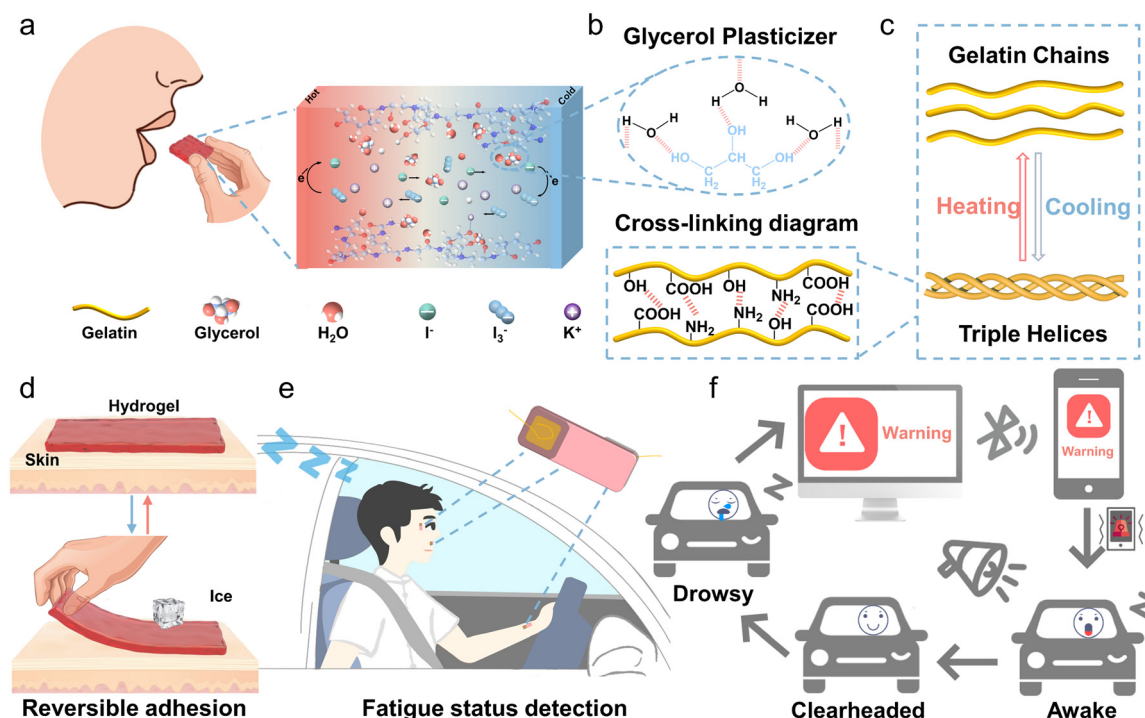 a
Hot
Cold
e⁻
e⁻
Gelatin
Glycerol
H₂O
I⁻
I₃⁻
K⁺
b
Glycerol Plasticizer
H O H
H O H
H O H
OH
HO CH OH
C H₂
C H₂
Cross-linking diagram
OH COOH OH NH₂ COOH
COOH NH₂ NH₂ OH COOH
c
Gelatin Chains
Heating Cooling
Triple Helices
d
Hydrogel
Skin
Ice
Reversible adhesion
e
Z Z Z
Fatigue status detection
f
! Warning
!
Warning
Z
Drowsy
Clearheaded
Z
Awake